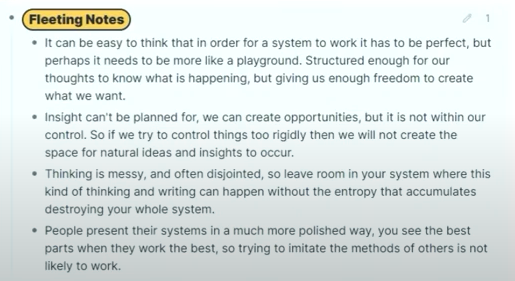 Fleeting Notes
1
It can be easy to think that in order for a system to work it has to be perfect, but
perhaps it needs to be more like a playground. Structured enough for our
thoughts to know what is happening, but giving us enough freedom to create
what we want.
Insight can't be planned for, we can create opportunities, but it is not within our
control. So if we try to control things too rigidly then we will not create the
space for natural ideas and insights to occur.
Thinking is messy, and often disjointed, so leave room in your system where this
kind of thinking and writing can happen without the entropy that accumulates
destroying your whole system.
People present their systems in a much more polished way, you see the best
parts when they work the best, so trying to imitate the methods of others is not
likely to work.